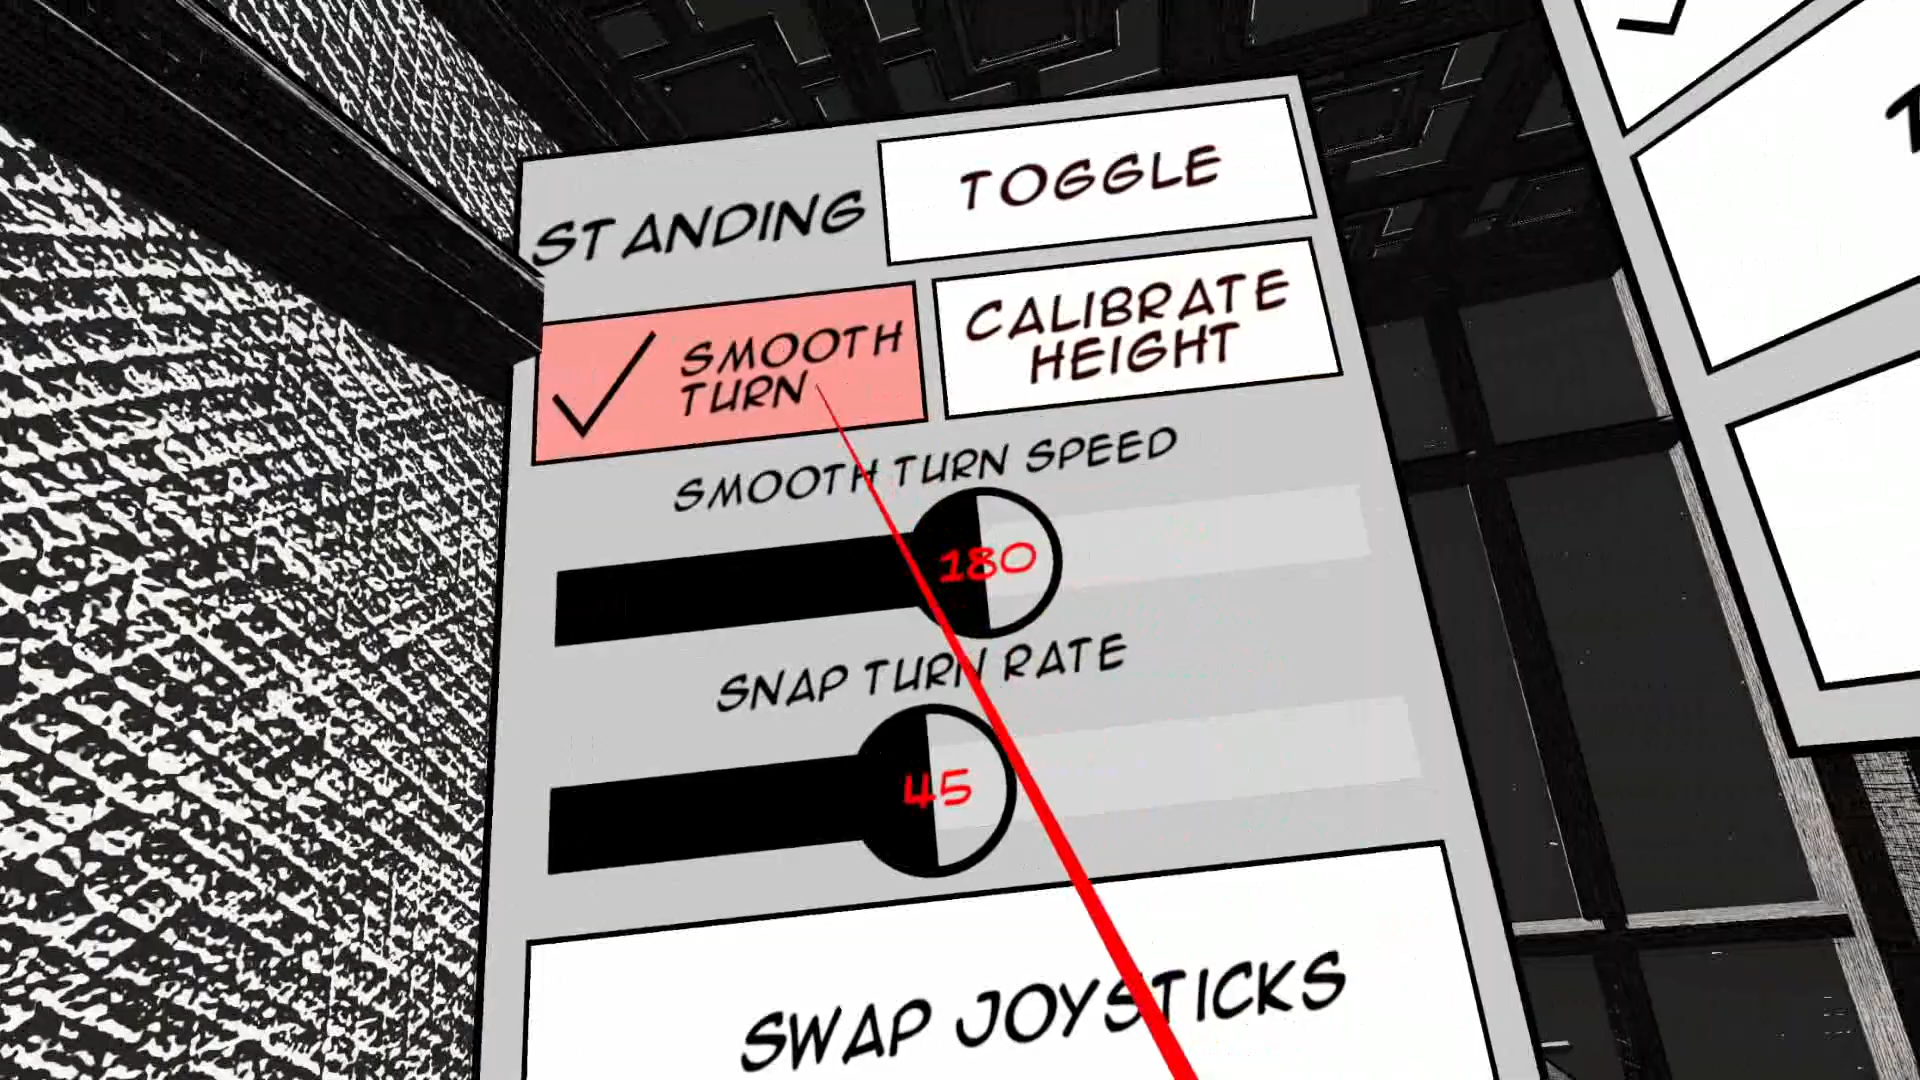 STANDING
TOGGLE
SMOOTH
TURN
CALIBRATE
HEIGHT
SMOOTH TURN SPEED
180
SNAP TURN RATE
45
SWAP JOYSTICKS